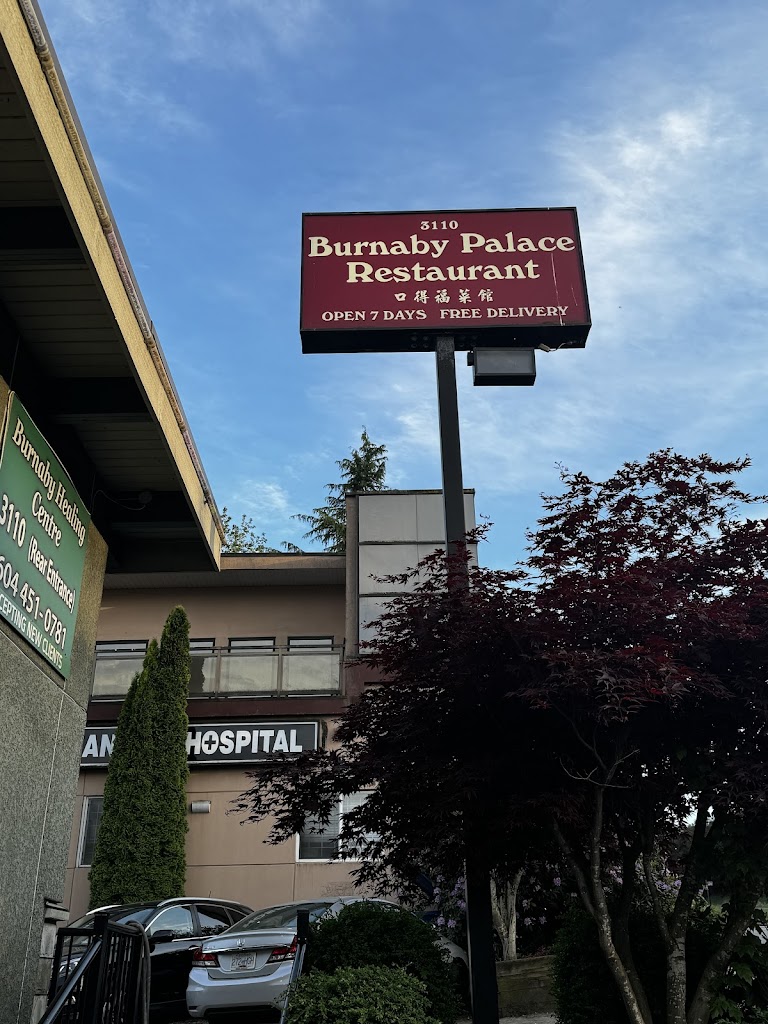 3110
Burnaby Palace
Restaurant
口得福菜館
OPEN 7 DAYS FREE DELIVERY
Burnaby Healing
Centre
3110 (Rear Entrance)
604 451-0781
CCEPTING NEW CLIENTS
AN HOSPITAL